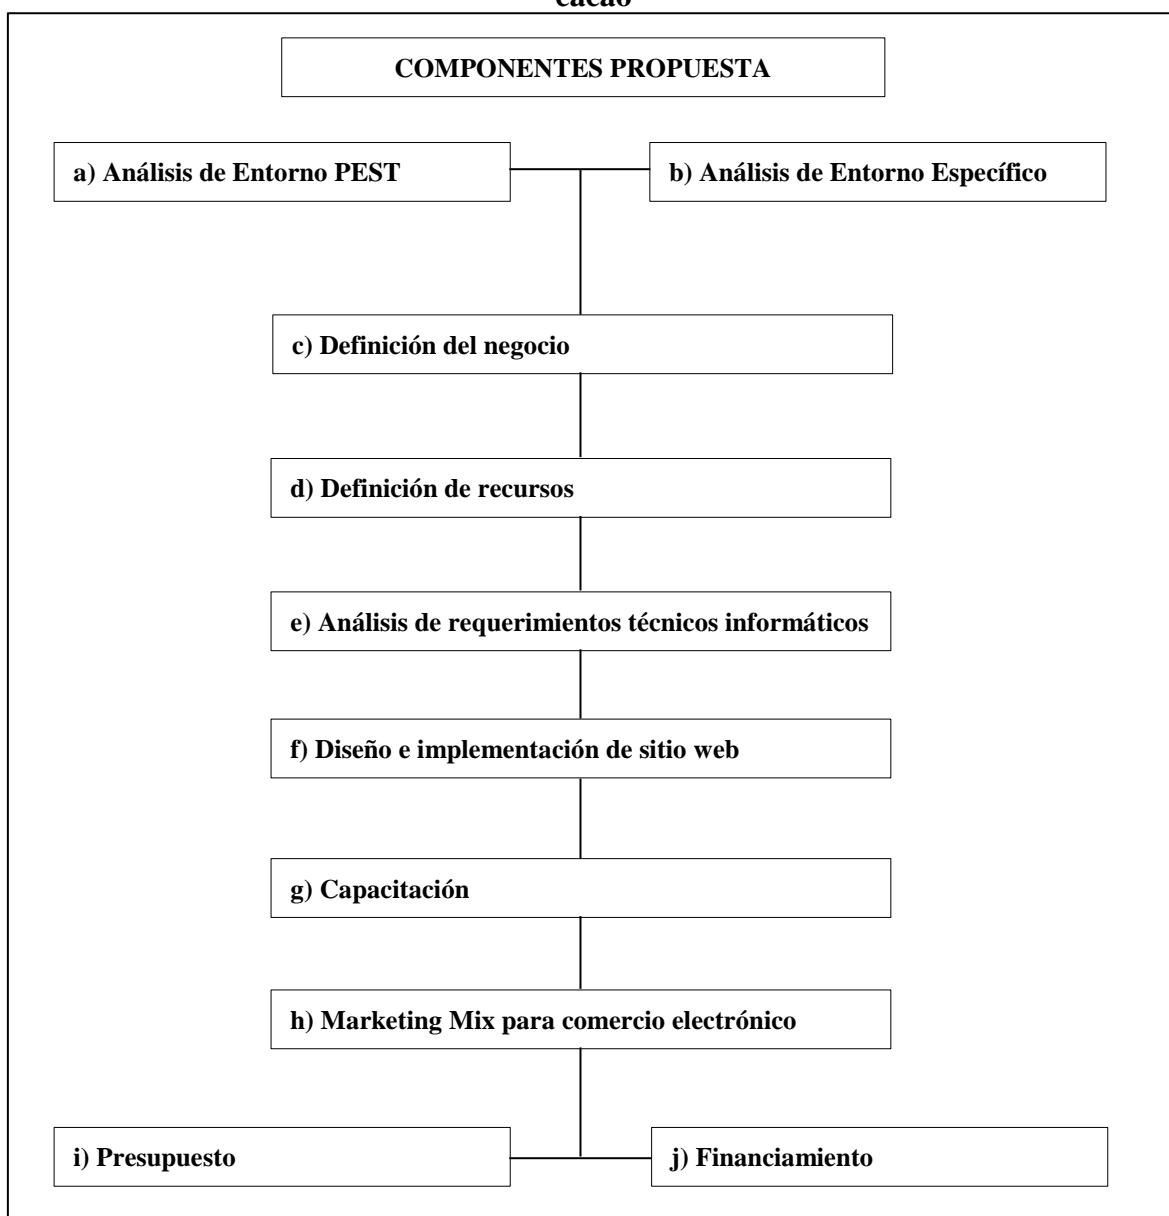 cacao
COMPONENTES PROPUESTA
a) Análisis de Entorno PEST
b) Análisis de Entorno Específico
c) Definición del negocio
d) Definición de recursos
e) Análisis de requerimientos técnicos informáticos
f) Diseño e implementación de sitio web
g) Capacitación
h) Marketing Mix para comercio electrónico
i) Presupuesto
j) Financiamiento